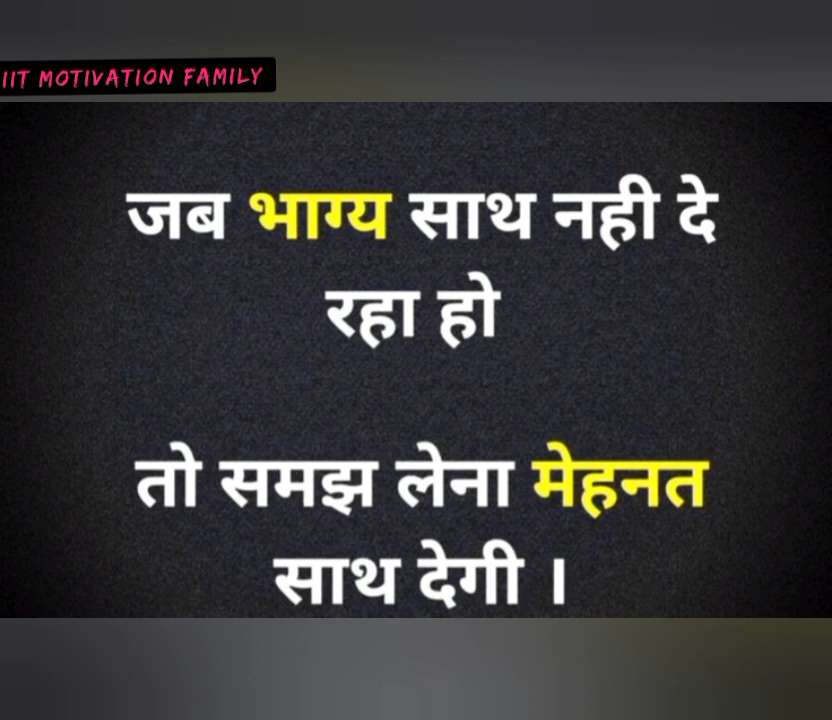 IIT MOTIVATION FAMILY
जब भाग्य साथ नही दे
रहा हो
तो समझ लेना मेहनत
साथ देगी ।